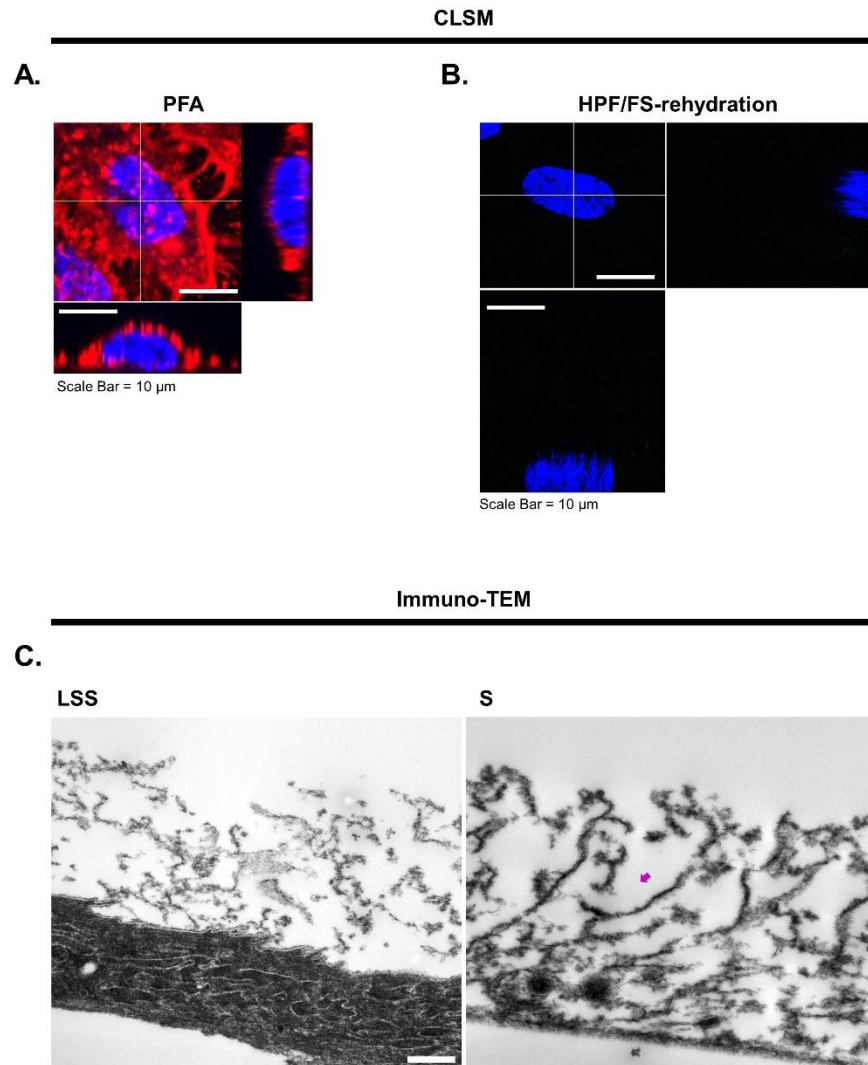 CLSM
A.
B.
PFA
HPF/FS-rehydration
Scale Bar = 10 µm
Scale Bar = 10 µm
Immuno-TEM
C.
LSS
S